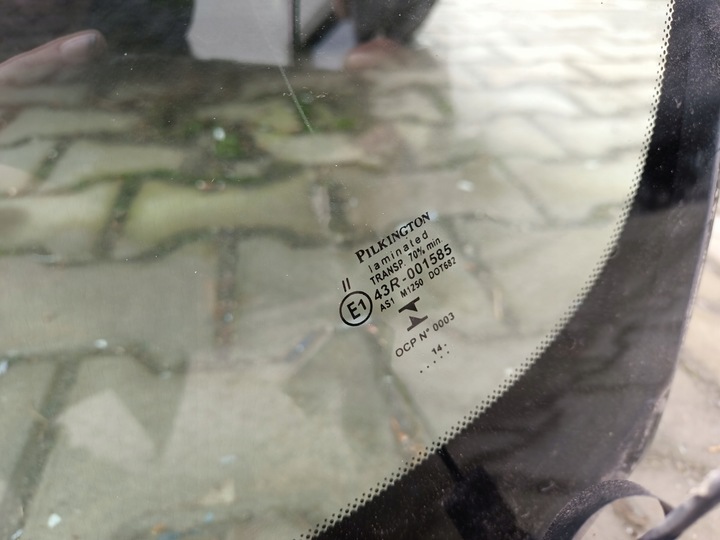 PILKINGTON
laminated
TRANSP. 70% min
II
E1 43R-001585
AS1 M1250 DOT682
OCP N° 0003
..14.
.....